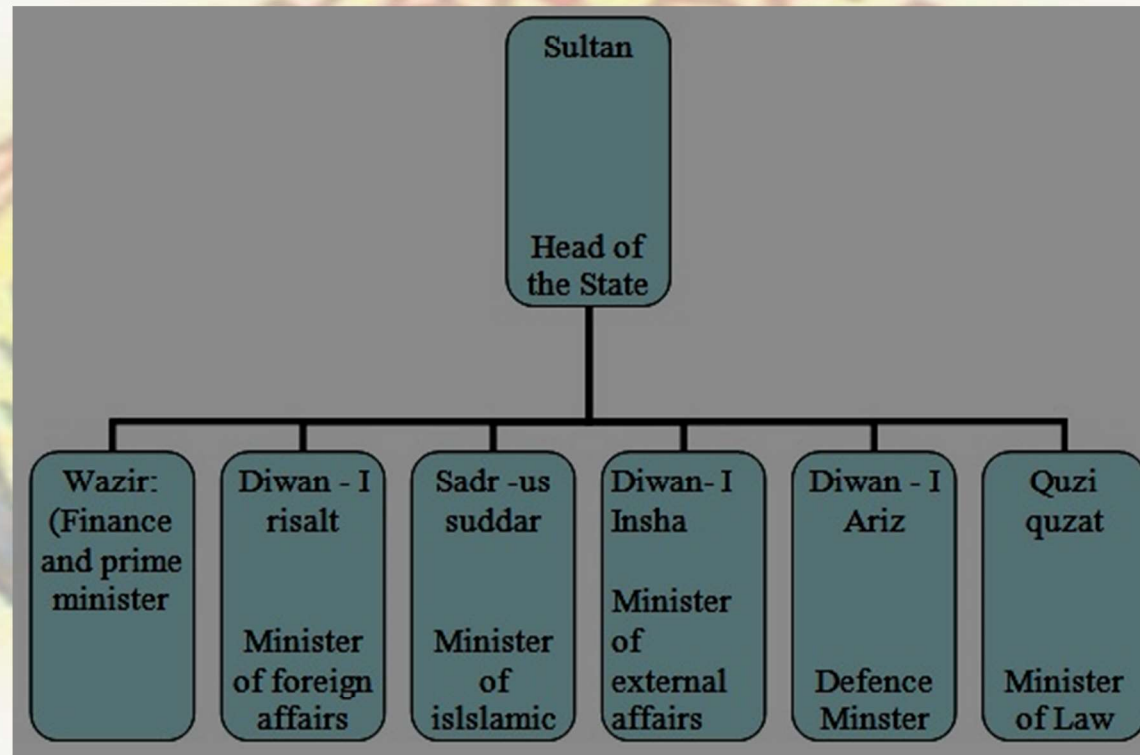 Sultan
Head of
the State
Wazir:
(Finance
and prime
minister
Diwan - I
risalt
Minister
of foreign
affairs
Sadr -us
suddar
Minister
of
islslamic
Diwan- I
Insha
Minister
of
external
affairs
Diwan - I
Ariz
Defence
Minster
Quzi
quzat
Minister
of Law